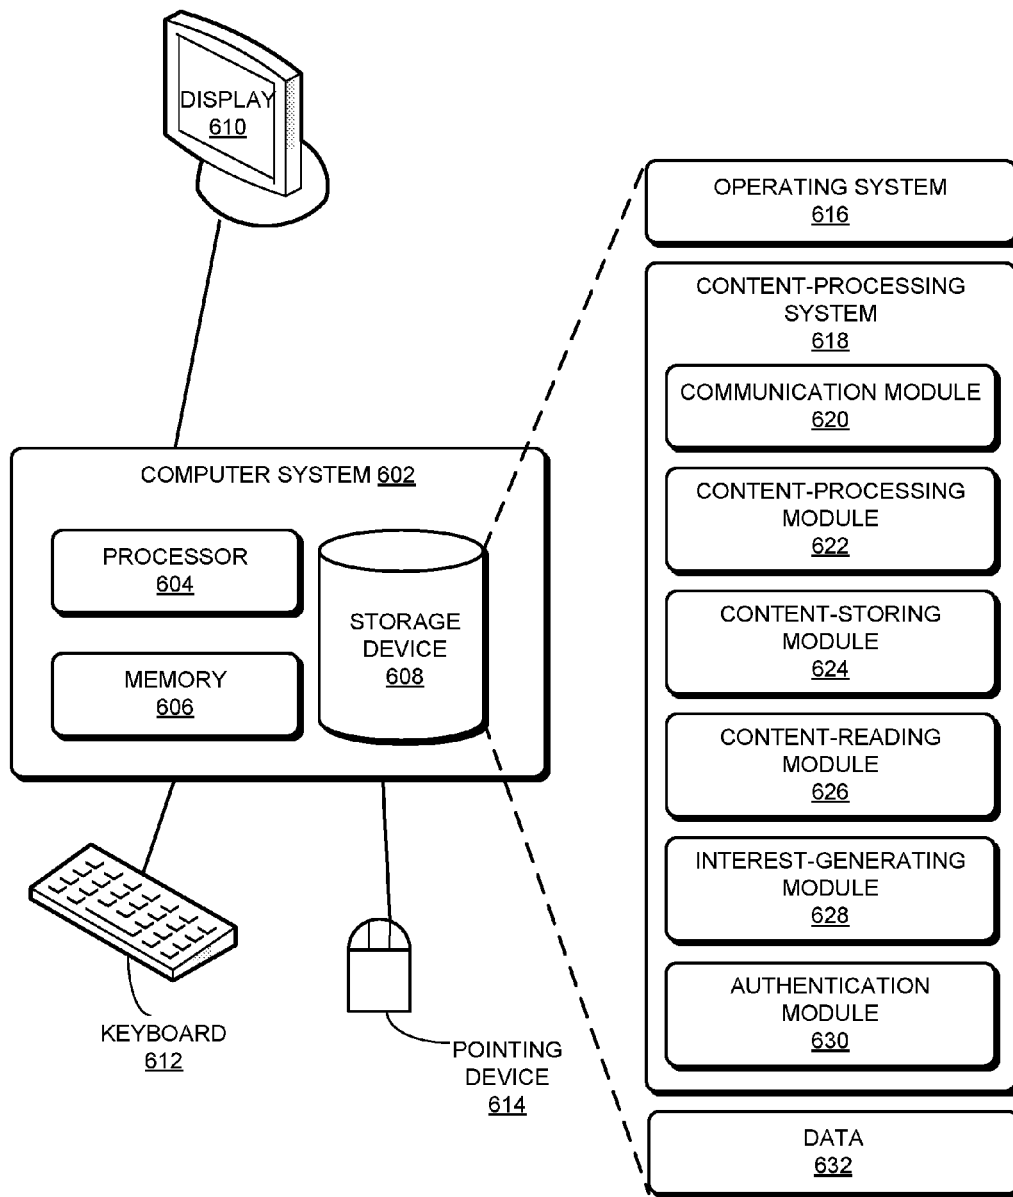 DISPLAY
610
COMPUTER SYSTEM 602
PROCESSOR
604
MEMORY
606
STORAGE
DEVICE
608
KEYBOARD
612
POINTING
DEVICE
614
OPERATING SYSTEM
616
CONTENT-PROCESSING
SYSTEM
618
COMMUNICATION MODULE
620
CONTENT-PROCESSING
MODULE
622
CONTENT-STORING
MODULE
624
CONTENT-READING
MODULE
626
INTEREST-GENERATING
MODULE
628
AUTHENTICATION
MODULE
630
DATA
632